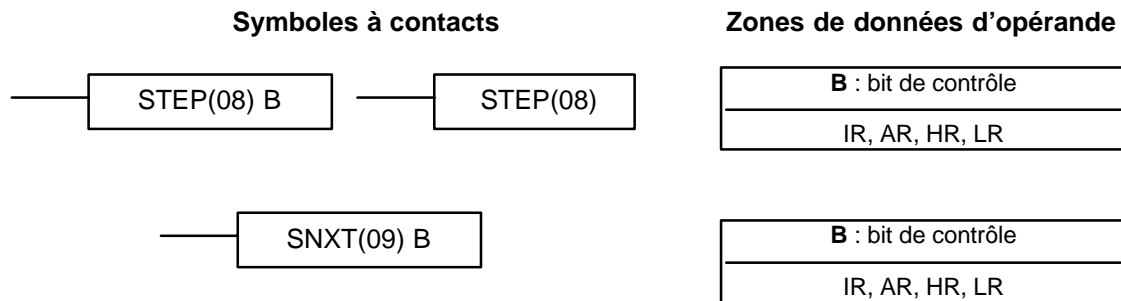 Symboles à contacts
Zones de données d’opérande
STEP(08) B
STEP(08)
B : bit de contrôle
IR, AR, HR, LR
SNXT(09) B
B : bit de contrôle
IR, AR, HR, LR